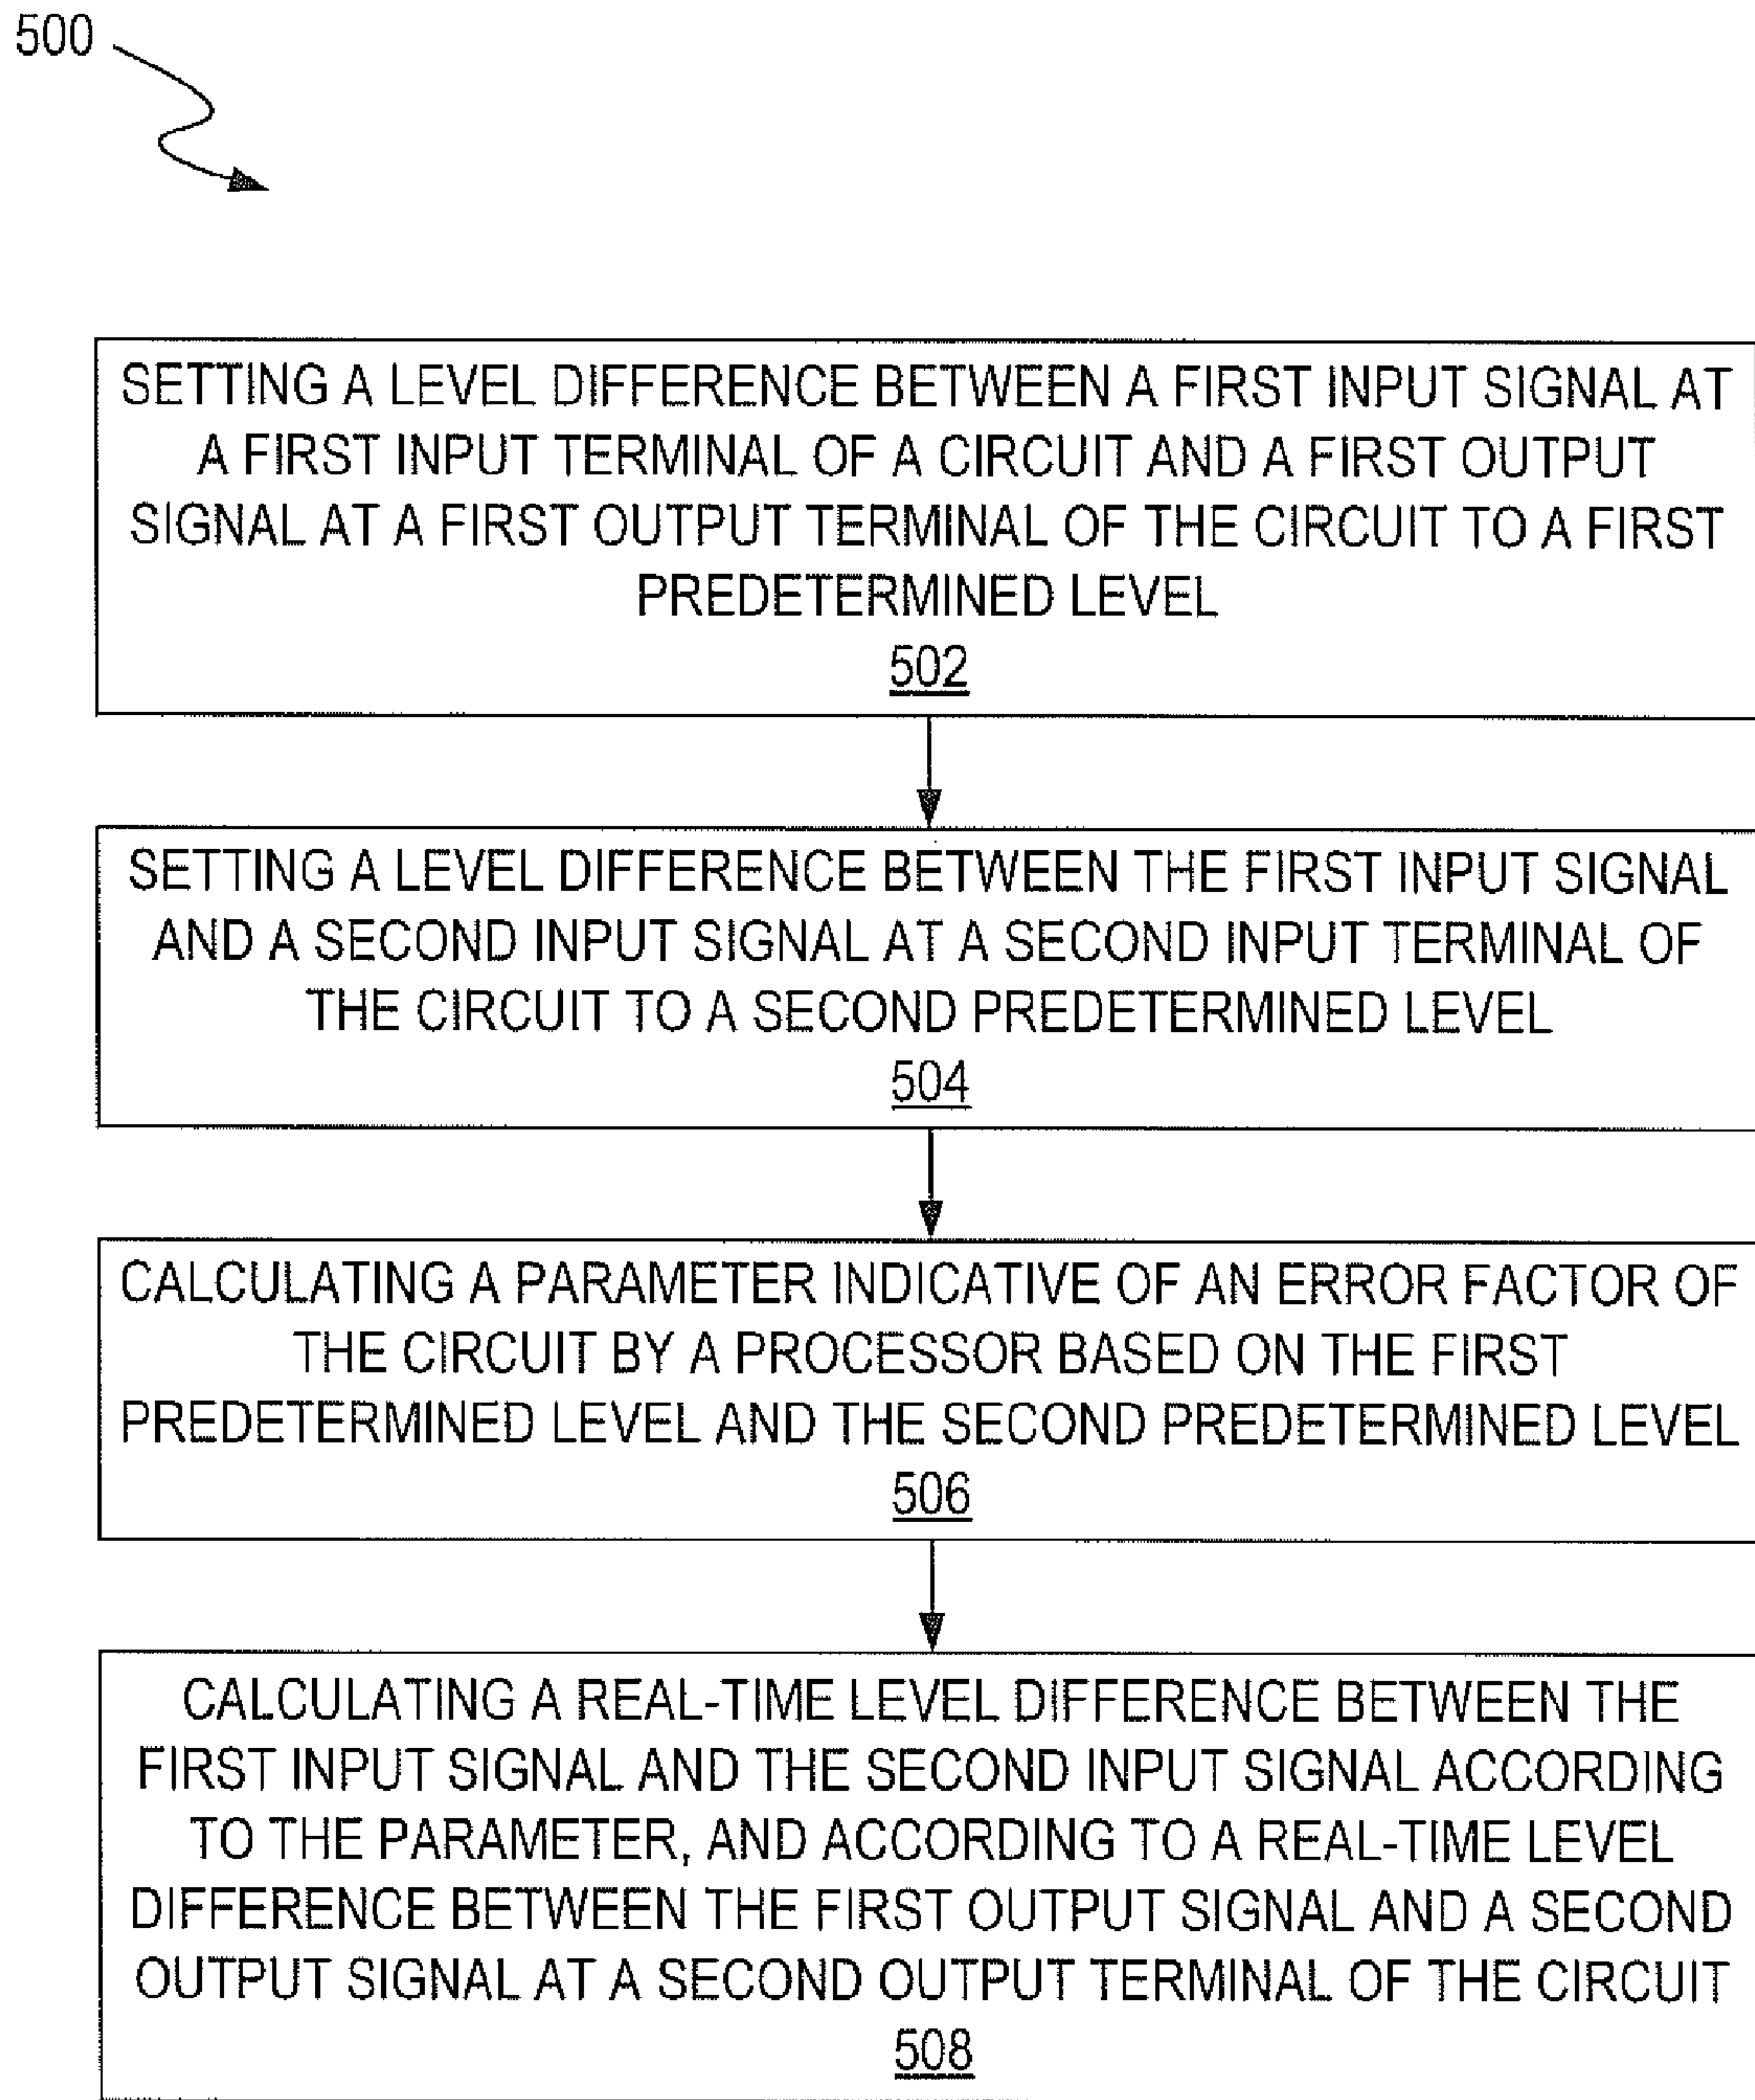 500
SETTING A LEVEL DIFFERENCE BETWEEN A FIRST INPUT SIGNAL AT
A FIRST INPUT TERMINAL OF A CIRCUIT AND A FIRST OUTPUT
SIGNAL AT A FIRST OUTPUT TERMINAL OF THE CIRCUIT TO A FIRST
PREDETERMINED LEVEL
502
SETTING A LEVEL DIFFERENCE BETWEEN THE FIRST INPUT SIGNAL
AND A SECOND INPUT SIGNAL AT A SECOND INPUT TERMINAL OF
THE CIRCUIT TO A SECOND PREDETERMINED LEVEL
504
CALCULATING A PARAMETER INDICATIVE OF AN ERROR FACTOR OF
THE CIRCUIT BY A PROCESSOR BASED ON THE FIRST
PREDETERMINED LEVEL AND THE SECOND PREDETERMINED LEVEL
506
CALCULATING A REAL-TIME LEVEL DIFFERENCE BETWEEN THE
FIRST INPUT SIGNAL AND THE SECOND INPUT SIGNAL ACCORDING
TO THE PARAMETER, AND ACCORDING TO A REAL-TIME LEVEL
DIFFERENCE BETWEEN THE FIRST OUTPUT SIGNAL AND A SECOND
OUTPUT SIGNAL AT A SECOND OUTPUT TERMINAL OF THE CIRCUIT
508